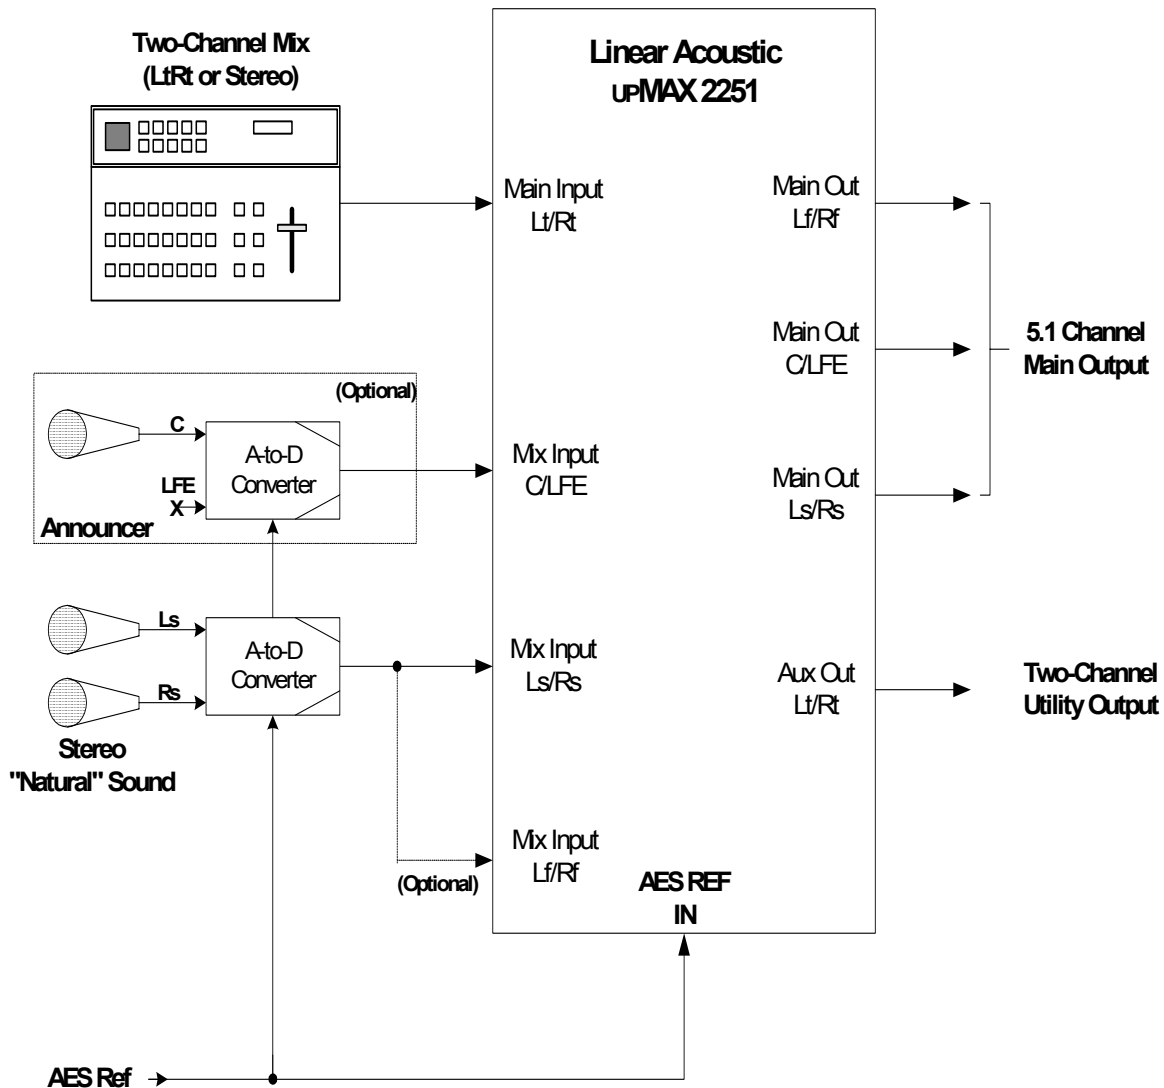 Two-Channel Mix
(LtRt or Stereo)
Linear Acoustic
UPMAX 2251
Main Input
Lt/Rt
Main Out
Lf/Rf
Main Out
C/LFE
5.1 Channel
Main Output
(Optional)
C
A-to-D
Converter
LFE
X
Announcer
Mix Input
C/LFE
Main Out
Ls/Rs
Ls
A-to-D
Converter
Rs
Stereo
"Natural" Sound
Mix Input
Ls/Rs
Aux Out
Lt/Rt
Two-Channel
Utility Output
Mix Input
Lf/Rf
(Optional)
AES REF
IN
AES Ref